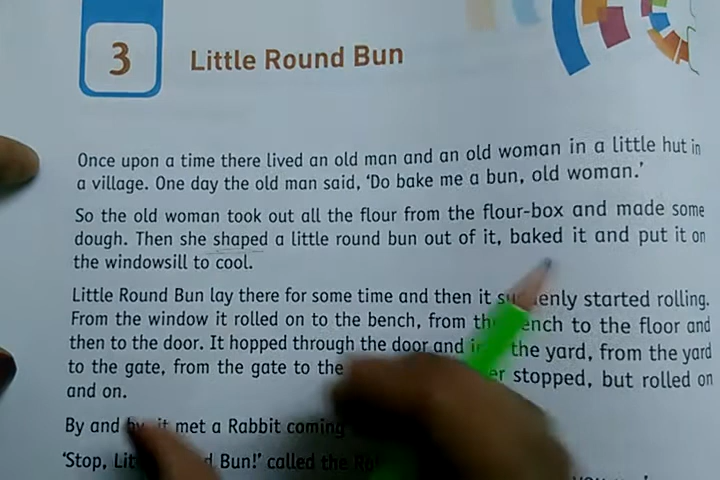 3
Little Round Bun
Once upon a time there lived an old man and an old woman in a little hut in
a village. One day the old man said, ‘Do bake me a bun, old woman.’
So the old woman took out all the flour from the flour-box and made some
dough. Then she shaped a little round bun out of it, baked it and put it on
the windowsill to cool.
Little Round Bun lay there for some time and then it suddenly started rolling.
From the window it rolled on to the bench, from the bench to the floor and
then to the door. It hopped through the door and into the yard, from the yard
to the gate, from the gate to the stopped, but rolled on
and on.
By and by it met a Rabbit coming
‘Stop, Little Round Bun!’ called the